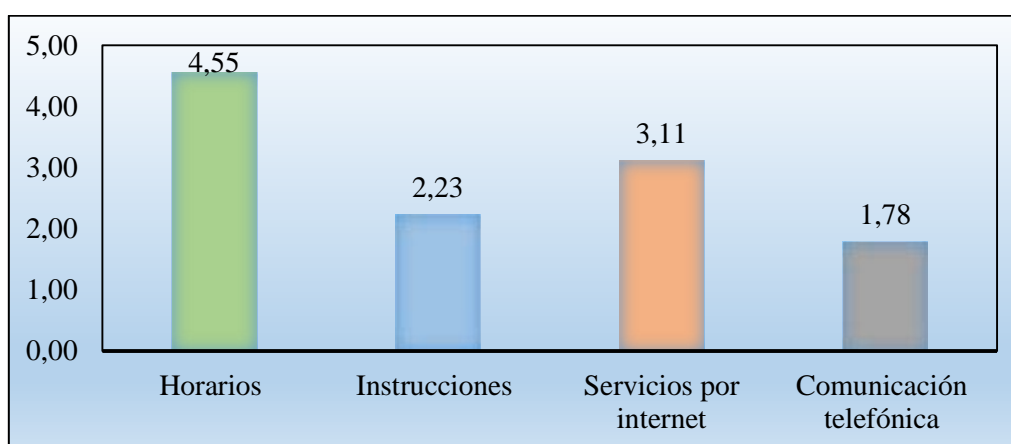 5,00
4,00
3,00
2,00
1,00
0,00
4,55
2,23
3,11
1,78
Horarios
Instrucciones
Servicios por
internet
Comunicación
telefónica